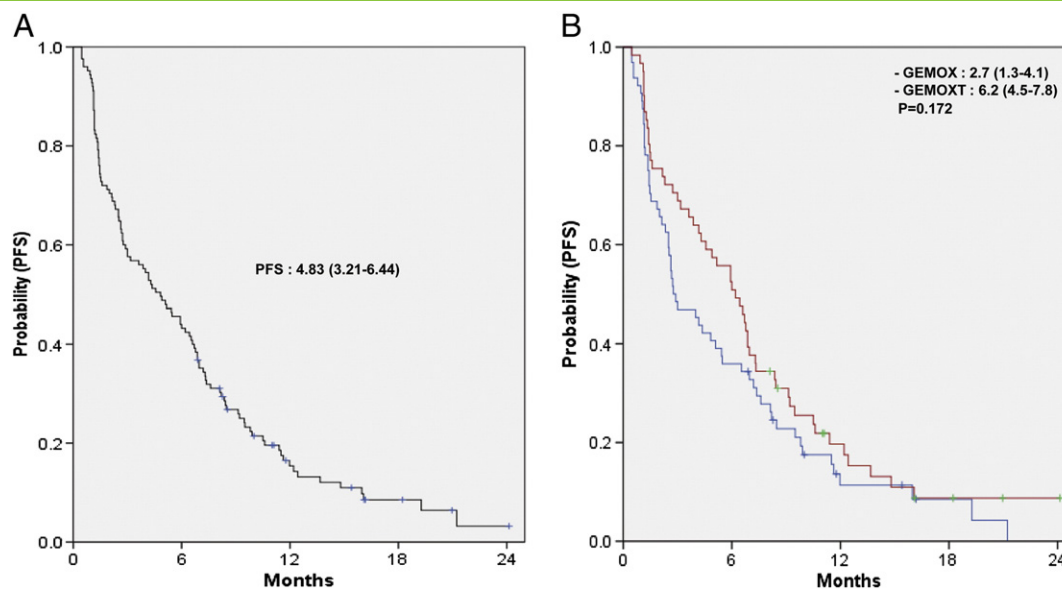 A
Probability (PFS)
1.0
0.8
0.6
0.4
0.2
0.0
PFS : 4.83 (3.21-6.44)
0 6 12 18 24
Months
B
Probability (PFS)
1.0
0.8
0.6
0.4
0.2
0.0
- GEMOX : 2.7 (1.3-4.1)
- GEMOXT : 6.2 (4.5-7.8)
P=0.172
0 6 12 18 24
Months